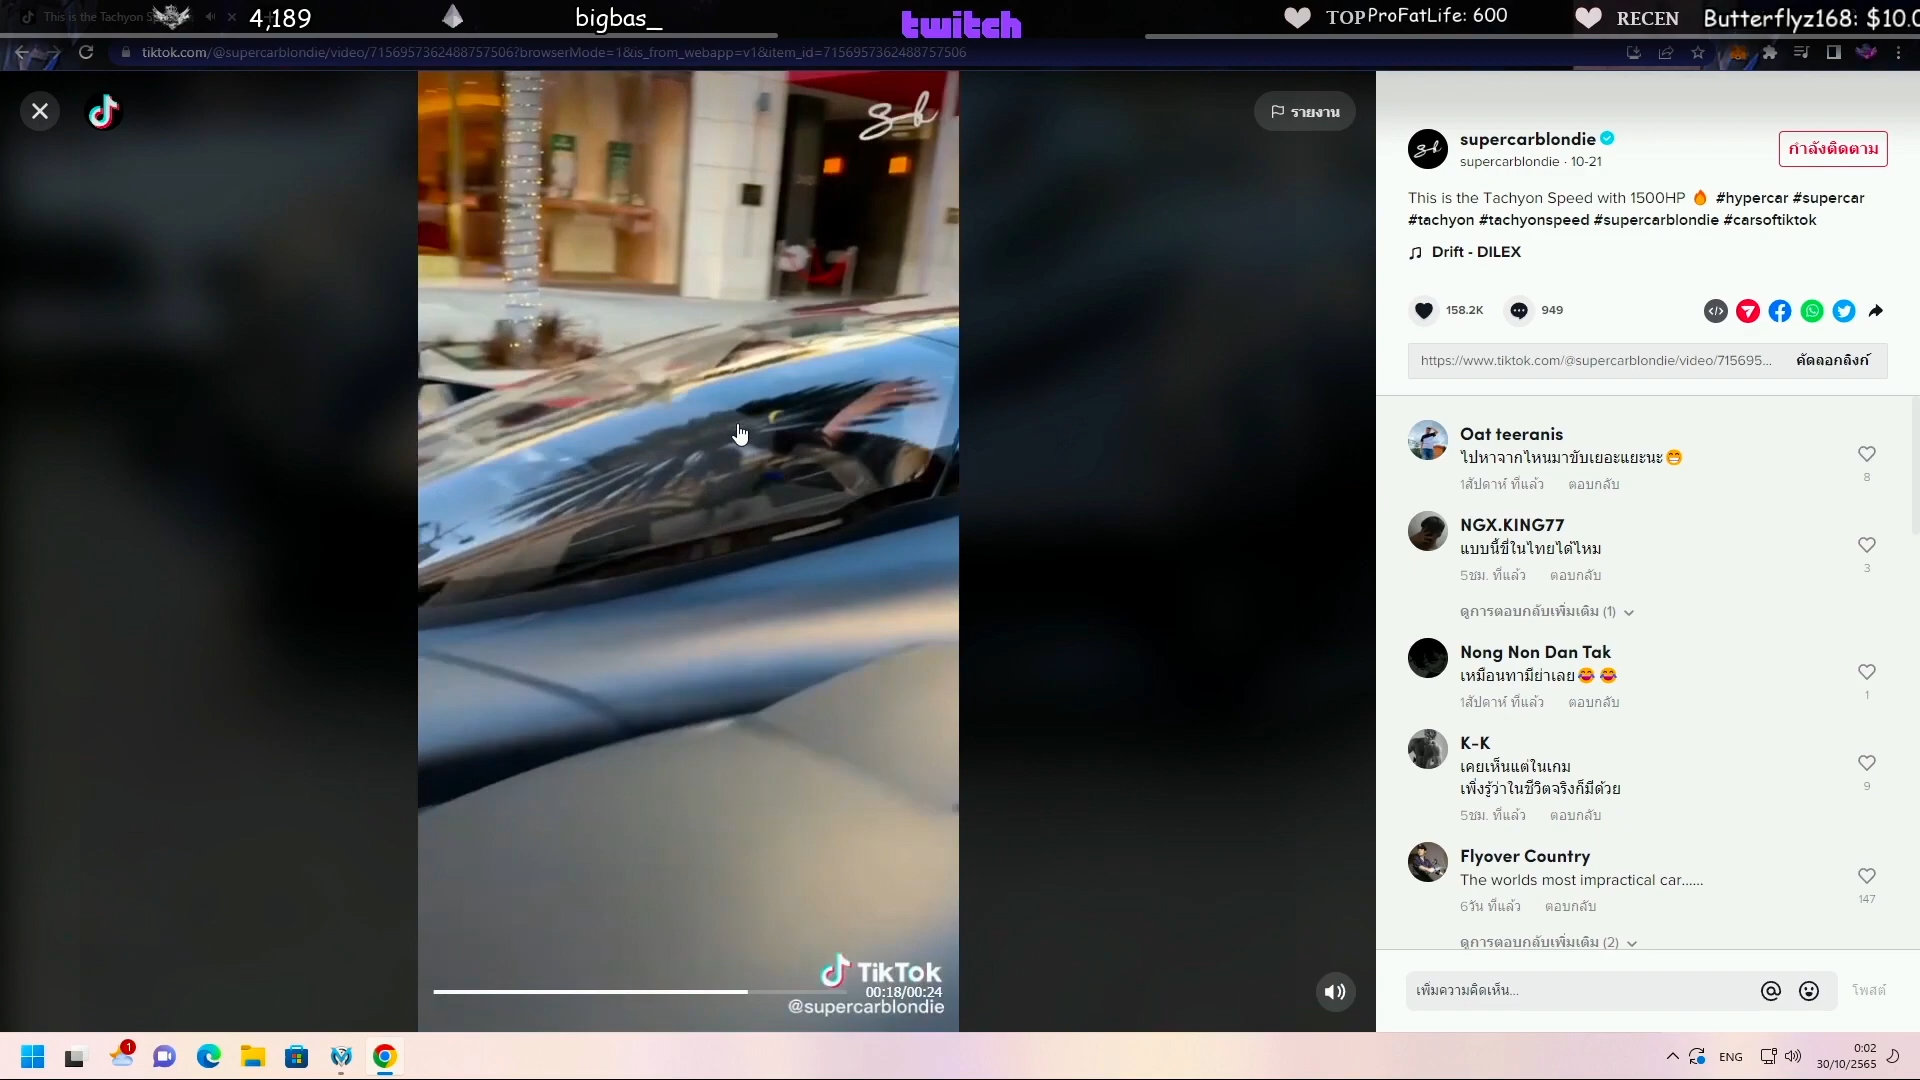 This is the Tachyon S
4,189
bigbas_
twitch
TOP ProFatLife: 600
RECEN
Butterflyz168: $10.0
tiktok.com/@supercarblondie/video/7156957362488757506?browserMode=1&is_from_webapp=v1&item_id=7156957362488757506
รายงาน
supercarblondie
supercarblondie · 10-21
กำลังติดตาม
This is the Tachyon Speed with 1500HP 🔥 #hypercar #supercar
#tachyon #tachyonspeed #supercarblondie #carsoftiktok
Drift - DILEX
158.2K
949
https://www.tiktok.com/@supercarblondie/video/715695...
คัดลอกลิงก์
Oat teeranis
ไปหาจากไหนมาขับเยอะแยะนะ😁
8
1สัปดาห์ ที่แล้ว ตอบกลับ
NGX.KING77
แบบนี้ขี่ในไทยได้ไหม
5ชม. ที่แล้ว ตอบกลับ
3
ดูการตอบกลับเพิ่มเติม (1)
Nong Non Dan Tak
เหมือนทามีย่าเลย😂😂
1สัปดาห์ ที่แล้ว ตอบกลับ
1
K-K
เคยเห็นแต่ในเกม
เพิ่งรู้ว่าในชีวิตจริงก็มีด้วย
9
5ชม. ที่แล้ว ตอบกลับ
Flyover Country
The worlds most impractical car......
6วัน ที่แล้ว ตอบกลับ
147
ดูการตอบกลับเพิ่มเติม (2)
เพิ่มความคิดเห็น...
โพสต์
TikTok
00:18/00:24
@supercarblondie
1
ENG
0:02
30/10/2565